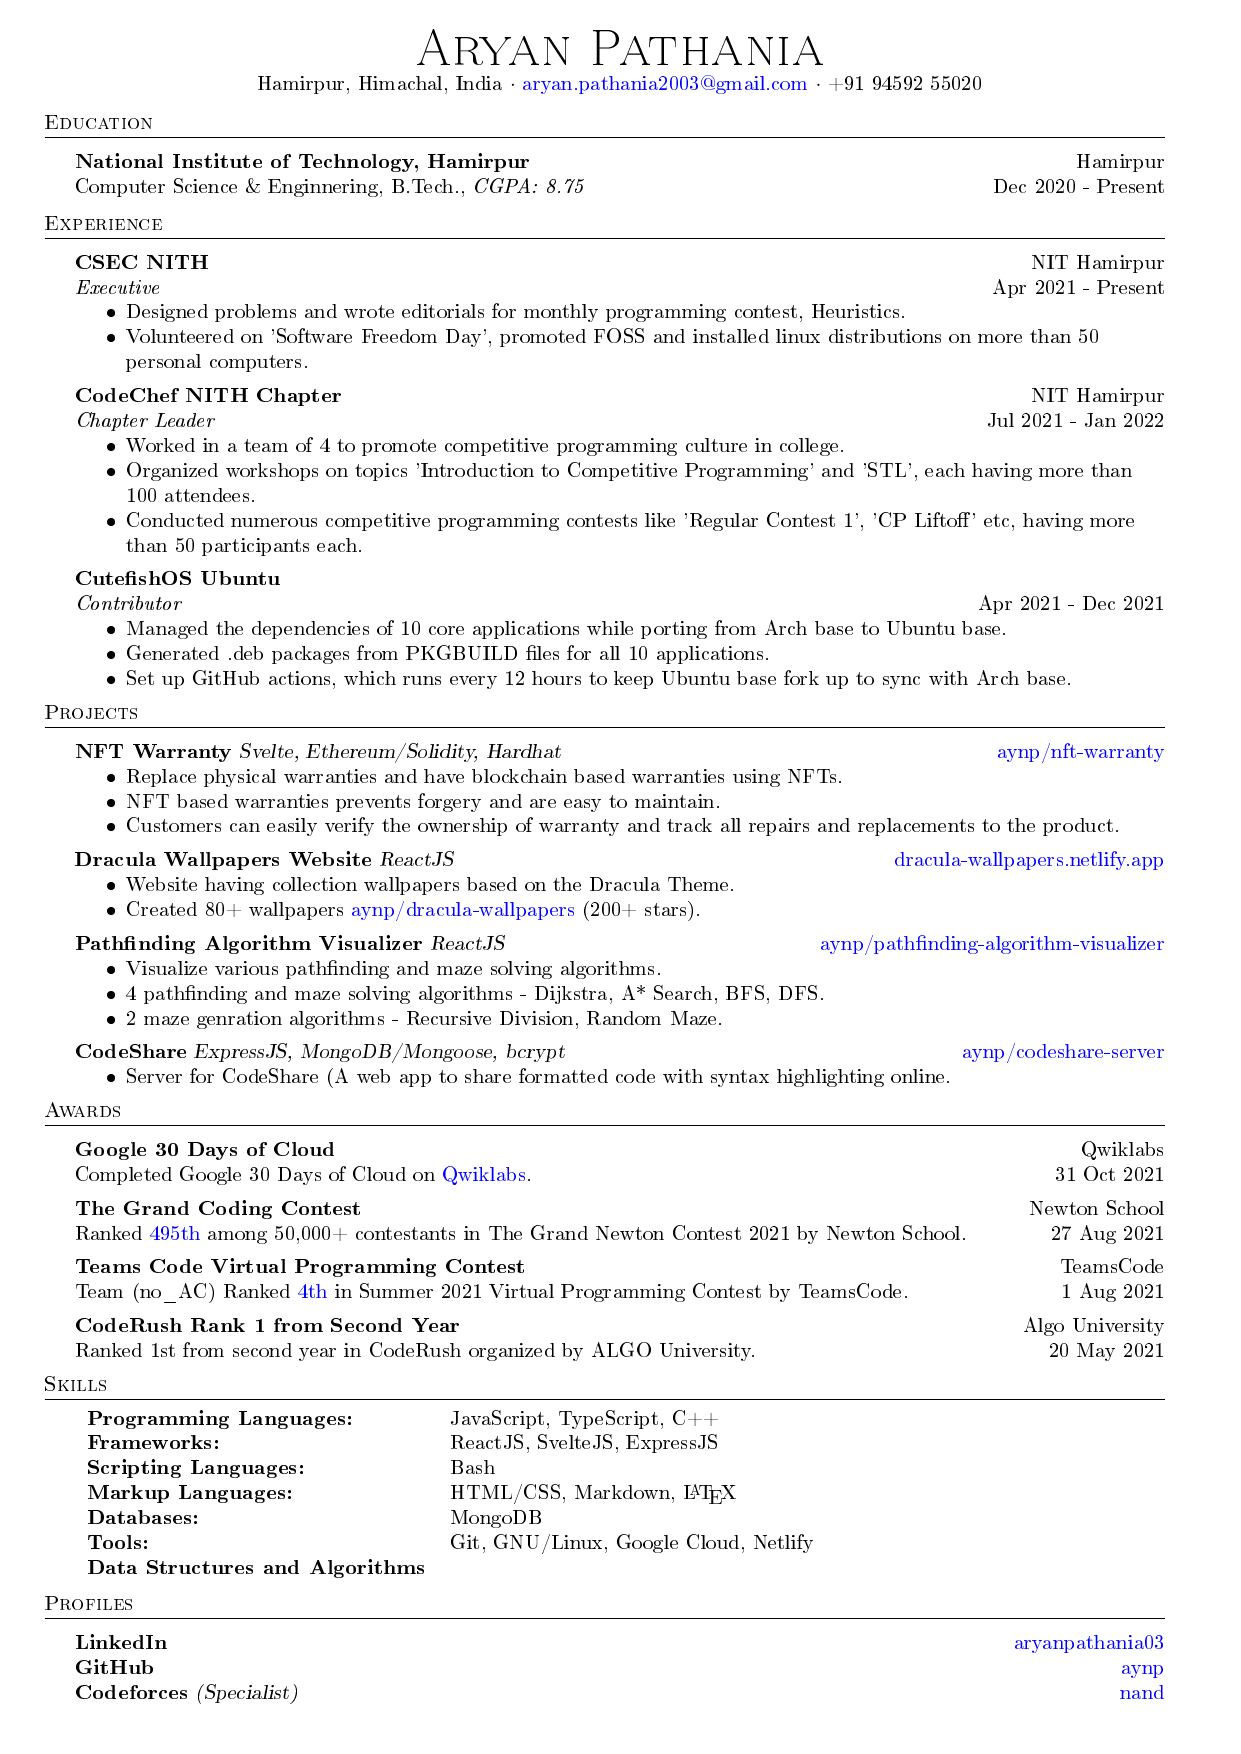 Aryan Pathania
Hamirpur, Himachal, India · aryan.pathania2003@gmail.com · +91 94592 55020
Education
National Institute of Technology, Hamirpur Hamirpur
Computer Science & Enginnering, B.Tech., CGPA: 8.75 Dec 2020 - Present
Experience
CSEC NITH NIT Hamirpur
Executive Apr 2021 - Present
• Designed problems and wrote editorials for monthly programming contest, Heuristics.
• Volunteered on 'Software Freedom Day', promoted FOSS and installed linux distributions on more than 50
personal computers.
CodeChef NITH Chapter NIT Hamirpur
Chapter Leader Jul 2021 - Jan 2022
• Worked in a team of 4 to promote competitive programming culture in college.
• Organized workshops on topics 'Introduction to Competitive Programming' and 'STL', each having more than
100 attendees.
• Conducted numerous competitive programming contests like 'Regular Contest 1', 'CP Liftoff' etc, having more
than 50 participants each.
CutefishOS Ubuntu
Contributor Apr 2021 - Dec 2021
• Managed the dependencies of 10 core applications while porting from Arch base to Ubuntu base.
• Generated .deb packages from PKGBUILD files for all 10 applications.
• Set up GitHub actions, which runs every 12 hours to keep Ubuntu base fork up to sync with Arch base.
Projects
NFT Warranty Svelte, Ethereum/Solidity, Hardhat aynp/nft-warranty
• Replace physical warranties and have blockchain based warranties using NFTs.
• NFT based warranties prevents forgery and are easy to maintain.
• Customers can easily verify the ownership of warranty and track all repairs and replacements to the product.
Dracula Wallpapers Website ReactJS dracula-wallpapers.netlify.app
• Website having collection wallpapers based on the Dracula Theme.
• Created 80+ wallpapers aynp/dracula-wallpapers (200+ stars).
Pathfinding Algorithm Visualizer ReactJS aynp/pathfinding-algorithm-visualizer
• Visualize various pathfinding and maze solving algorithms.
• 4 pathfinding and maze solving algorithms - Dijkstra, A* Search, BFS, DFS.
• 2 maze genration algorithms - Recursive Division, Random Maze.
CodeShare ExpressJS, MongoDB/Mongoose, bcrypt aynp/codeshare-server
• Server for CodeShare (A web app to share formatted code with syntax highlighting online.
Awards
Google 30 Days of Cloud Qwiklabs
Completed Google 30 Days of Cloud on Qwiklabs. 31 Oct 2021
The Grand Coding Contest Newton School
Ranked 495th among 50,000+ contestants in The Grand Newton Contest 2021 by Newton School. 27 Aug 2021
Teams Code Virtual Programming Contest TeamsCode
Team (no_AC) Ranked 4th in Summer 2021 Virtual Programming Contest by TeamsCode. 1 Aug 2021
CodeRush Rank 1 from Second Year Algo University
Ranked 1st from second year in CodeRush organized by ALGO University. 20 May 2021
Skills
Programming Languages: JavaScript, TypeScript, C++
Frameworks: ReactJS, SvelteJS, ExpressJS
Scripting Languages: Bash
Markup Languages: HTML/CSS, Markdown, LATEX
Databases: MongoDB
Tools: Git, GNU/Linux, Google Cloud, Netlify
Data Structures and Algorithms
Profiles
LinkedIn aryanpathania03
GitHub aynp
Codeforces (Specialist) nand